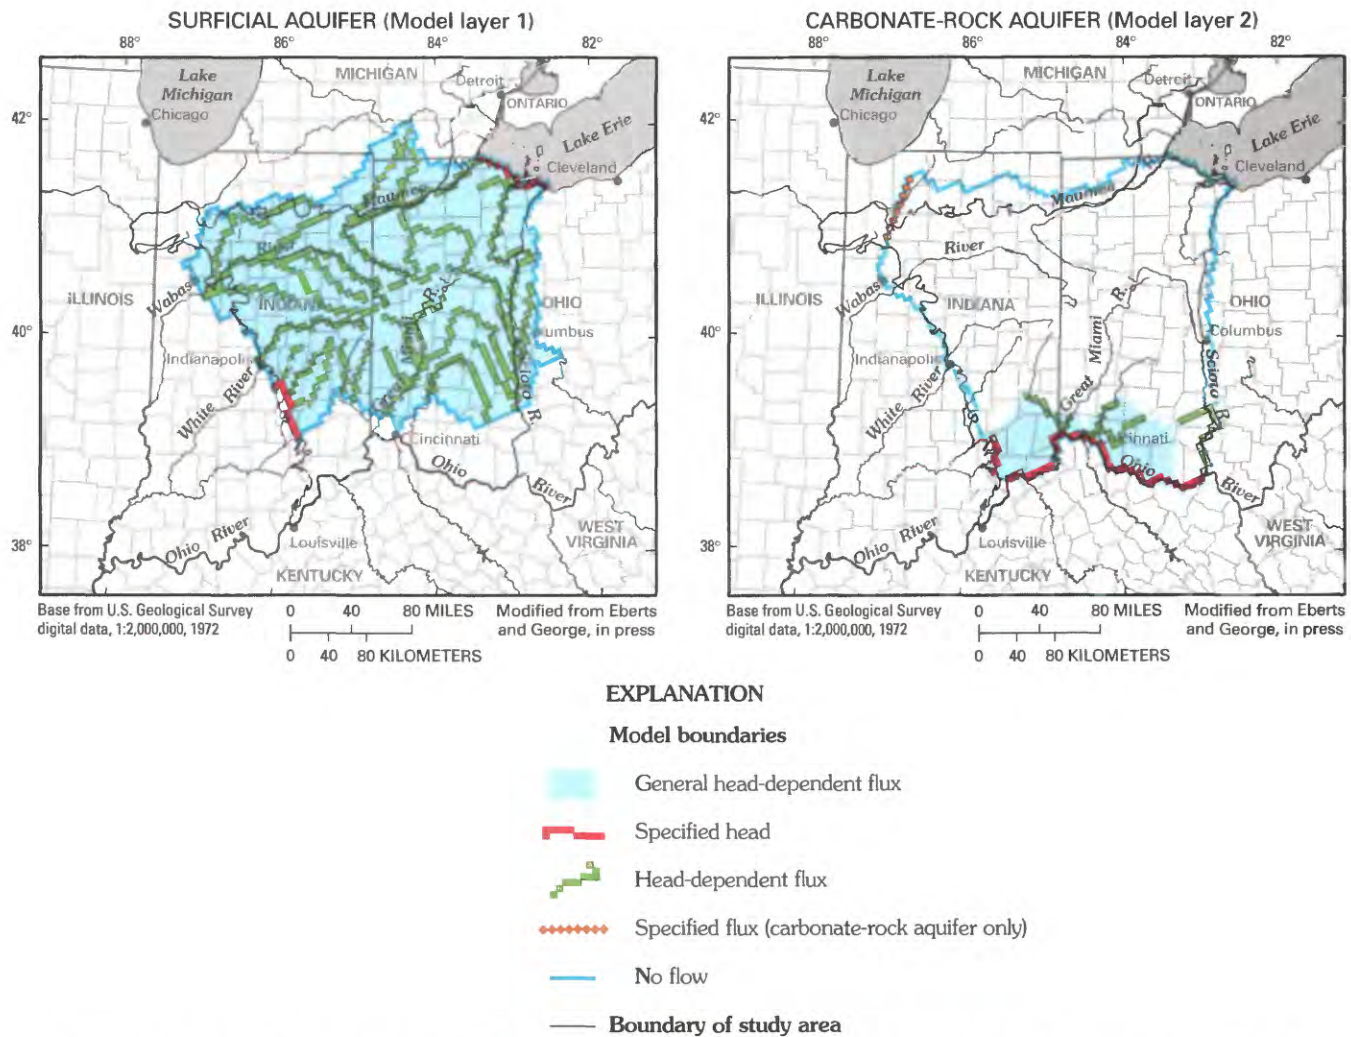 SURFICIAL AQUIFER (Model layer 1)
88°
86°
84°
82°
42°
40°
38°
Lake
Michigan
Chicago
MICHIGAN
Detroit
ONTARIO
Lake Erie
Cleveland
Maumee
River
ILLINOIS
Wabas
INDIANA
R.
OHIO
umbus
Indianapolis
White River
R.
Cincinnati
Ohio
River
WEST
VIRGINIA
Ohio River
Louisville
KENTUCKY
Base from U.S. Geological Survey
digital data, 1:2,000,000, 1972
0 40 80 MILES
0 40 80 KILOMETERS
Modified from Eberts
and George, in press
CARBONATE-ROCK AQUIFER (Model layer 2)
88°
86°
84°
82°
42°
40°
38°
Lake
Michigan
Chicago
MICHIGAN
Detroit
ONTARIO
Lake Erie
Cleveland
Maumee
River
ILLINOIS
Wabas
INDIANA
Great Miami R.
OHIO
Columbus
Indianapolis
White River
Scioto R.
cinnati
Ohio
River
WEST
VIRGINIA
Ohio River
Louisville
KENTUCKY
Base from U.S. Geological Survey
digital data, 1:2,000,000, 1972
0 40 80 MILES
0 40 80 KILOMETERS
Modified from Eberts
and George, in press
EXPLANATION
Model boundaries
General head-dependent flux
Specified head
Head-dependent flux
Specified flux (carbonate-rock aquifer only)
No flow
Boundary of study area